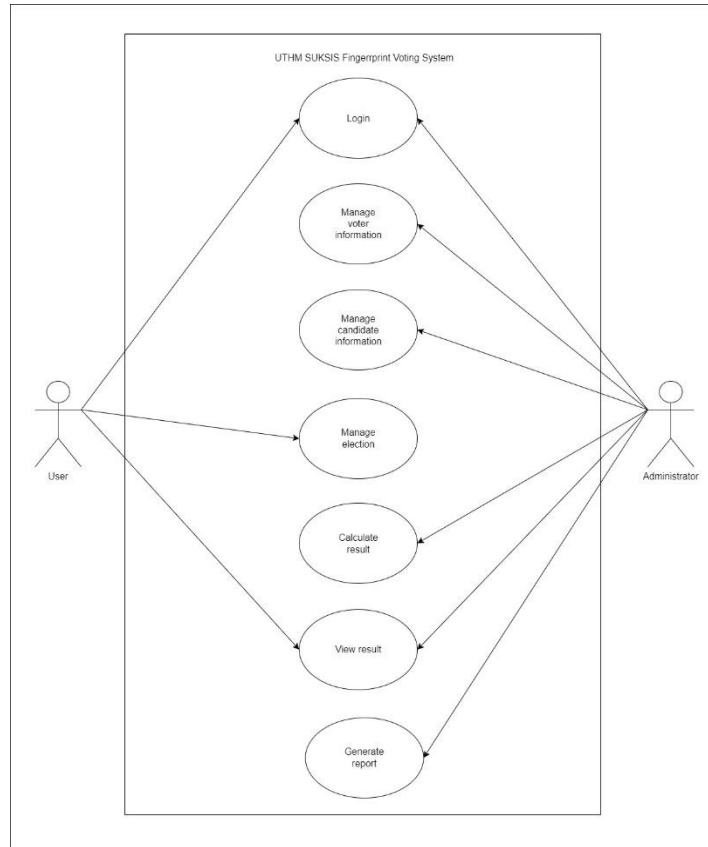 UTHM SUKSIS Fingerrprint Voting System
Login
Manage
voter
information
Manage
candidate
information
Manage
election
User
Administrator
Calculate
result
View result
Generate
report